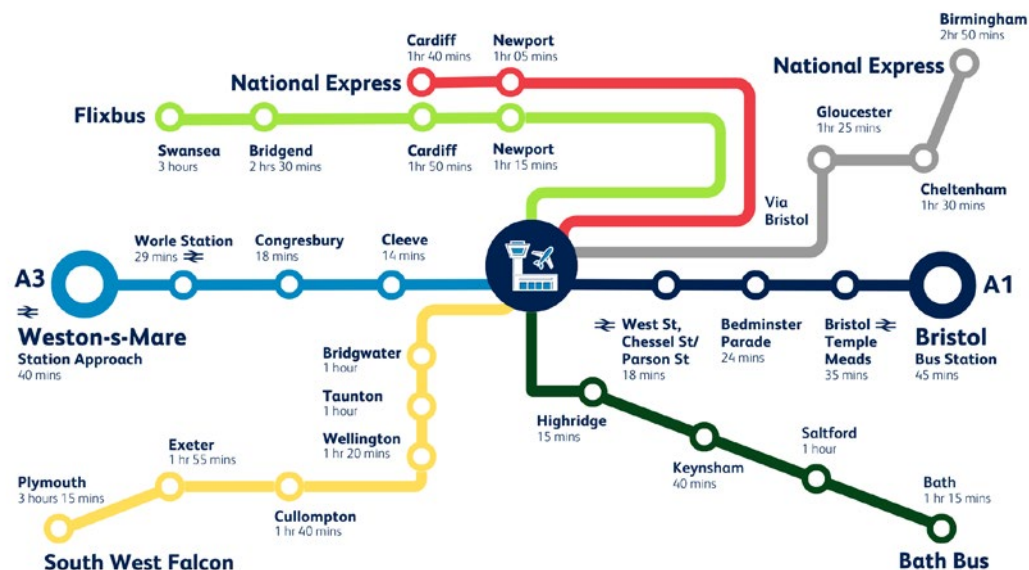 Birmingham
2hr 50 mins
National Express
Cardiff
1hr 40 mins
Newport
1hr 05 mins
National Express
Gloucester
1hr 25 mins
Cheltenham
1hr 30 mins
Flixbus
Swansea
3 hours
Bridgend
2 hrs 30 mins
Cardiff
1hr 50 mins
Newport
1hr 15 mins
Via
Bristol
A3
Weston-s-Mare
Station Approach
40 mins
Worle Station
29 mins
Congresbury
18 mins
Cleeve
14 mins
West St,
Chessel St/
Parson St
18 mins
Bedminster
Parade
24 mins
Bristol
Temple
Meads
35 mins
A1
Bristol
Bus Station
45 mins
Bridgwater
1 hour
Taunton
1 hour
Wellington
1 hr 20 mins
Cullompton
1 hr 40 mins
Exeter
1 hr 55 mins
Plymouth
3 hours 15 mins
South West Falcon
Highridge
15 mins
Keynsham
40 mins
Saltford
1 hour
Bath
1 hr 15 mins
Bath Bus